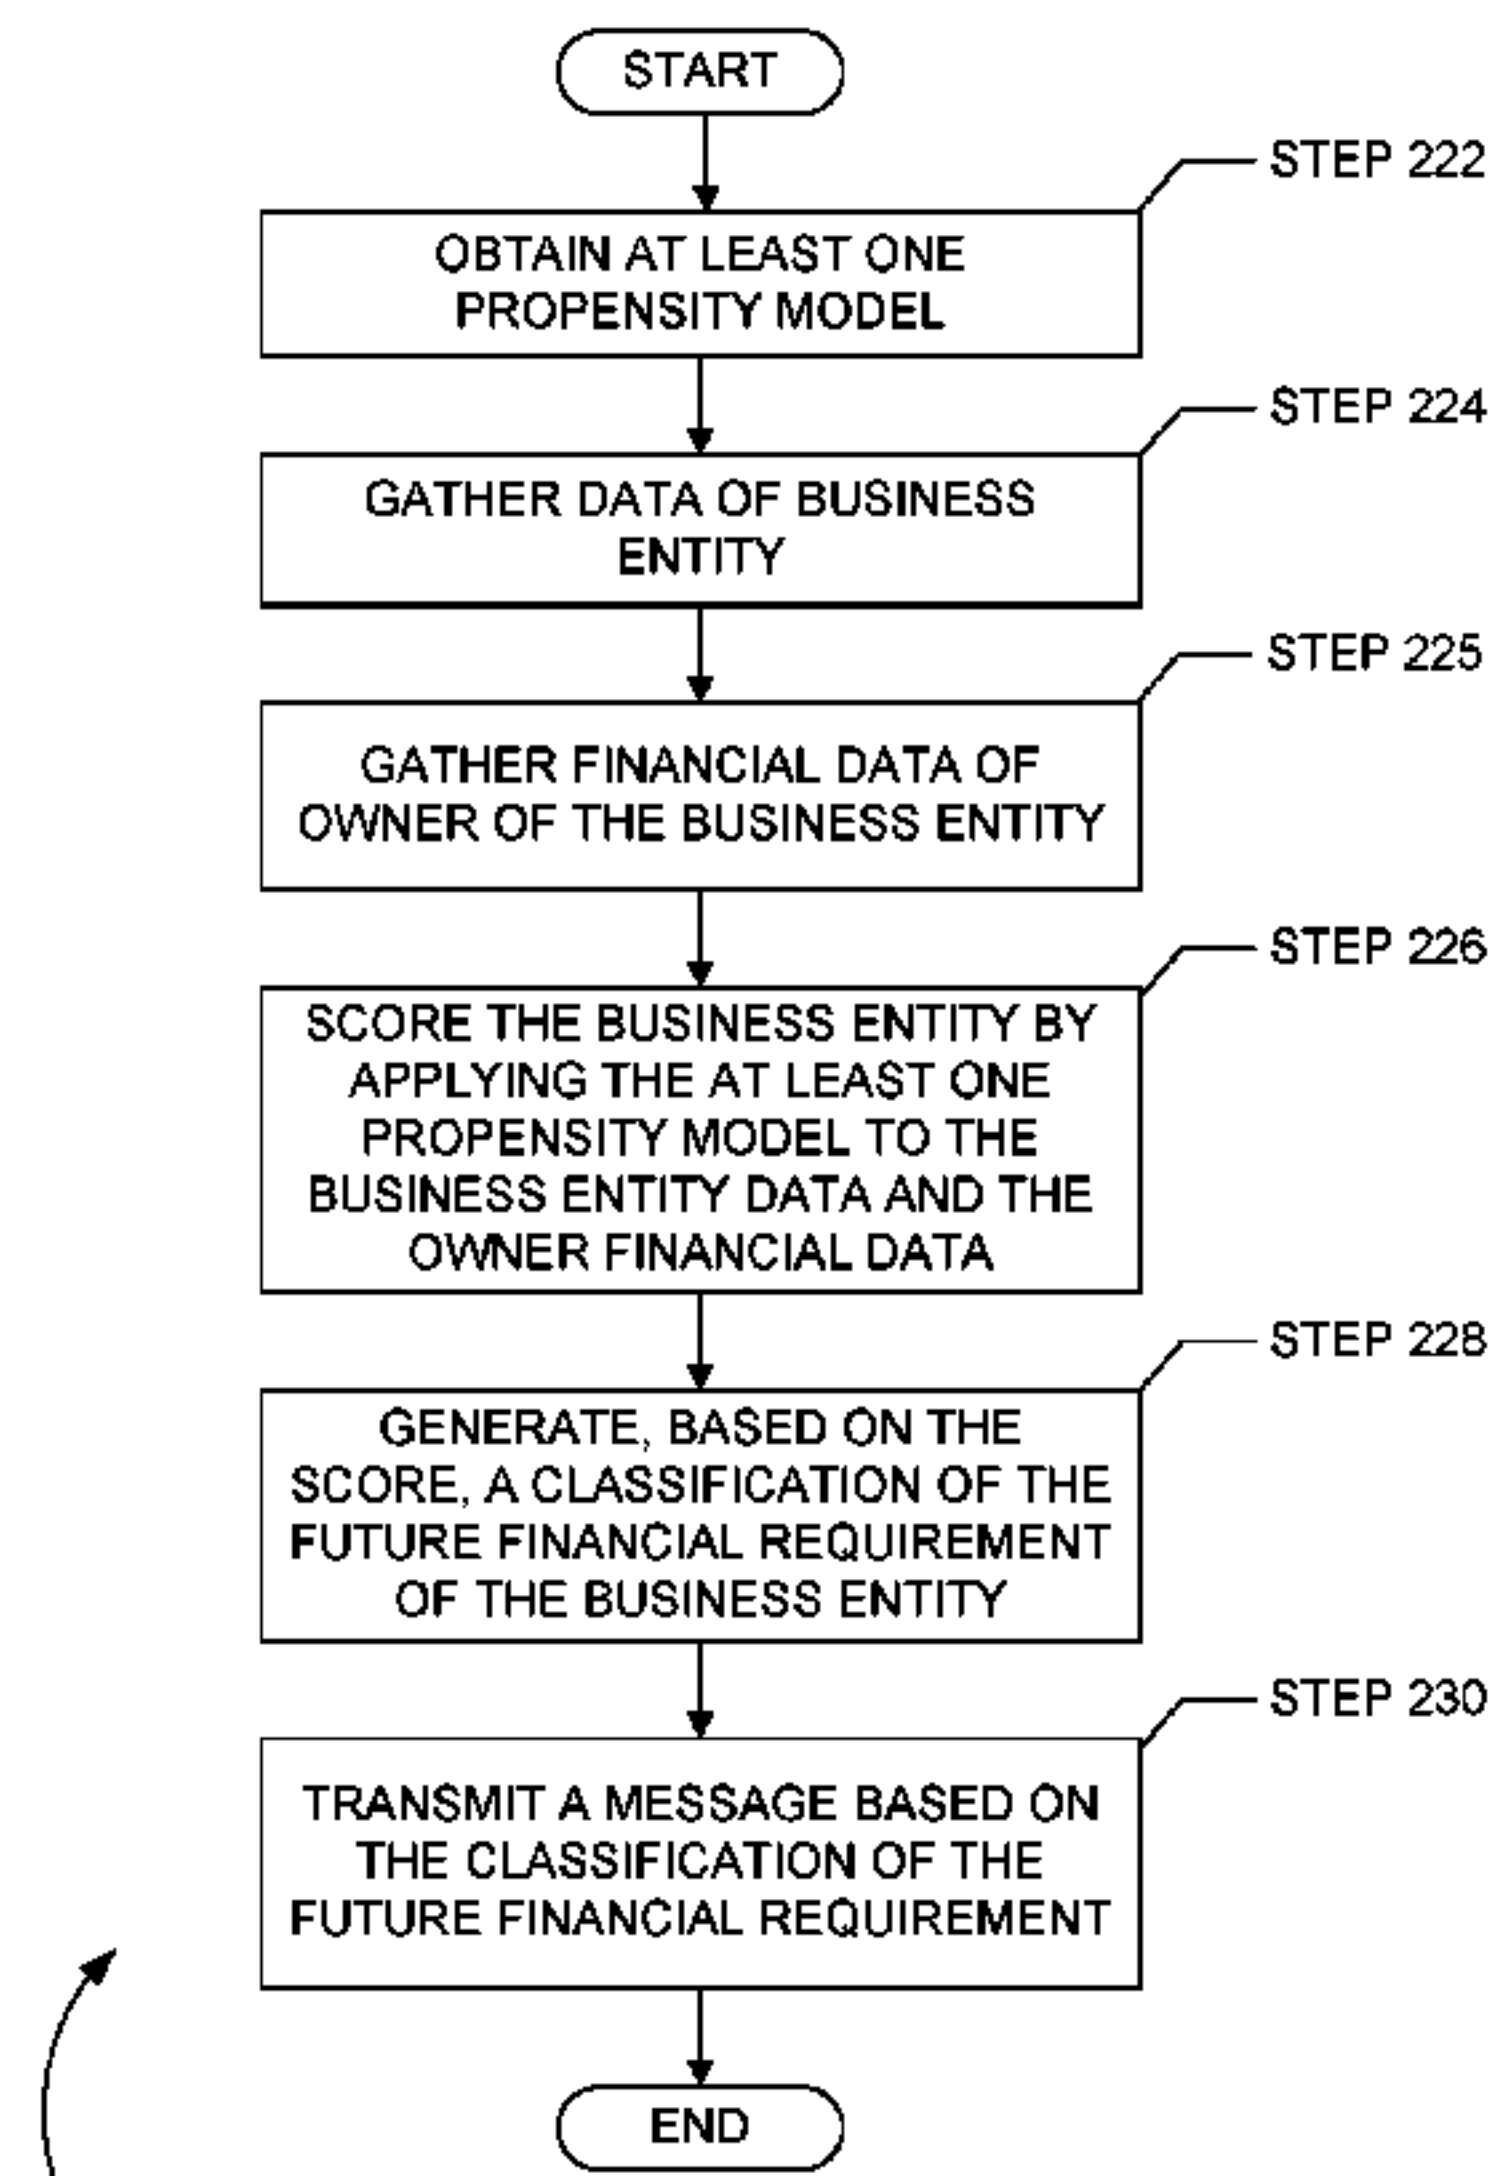 START
STEP 222
OBTAIN AT LEAST ONE
PROPENSITY MODEL
STEP 224
GATHER DATA OF BUSINESS
ENTITY
STEP 225
GATHER FINANCIAL DATA OF
OWNER OF THE BUSINESS ENTITY
STEP 226
SCORE THE BUSINESS ENTITY BY
APPLYING THE AT LEAST ONE
PROPENSITY MODEL TO THE
BUSINESS ENTITY DATA AND THE
OWNER FINANCIAL DATA
STEP 228
GENERATE, BASED ON THE
SCORE, A CLASSIFICATION OF THE
FUTURE FINANCIAL REQUIREMENT
OF THE BUSINESS ENTITY
STEP 230
TRANSMIT A MESSAGE BASED ON
THE CLASSIFICATION OF THE
FUTURE FINANCIAL REQUIREMENT
END